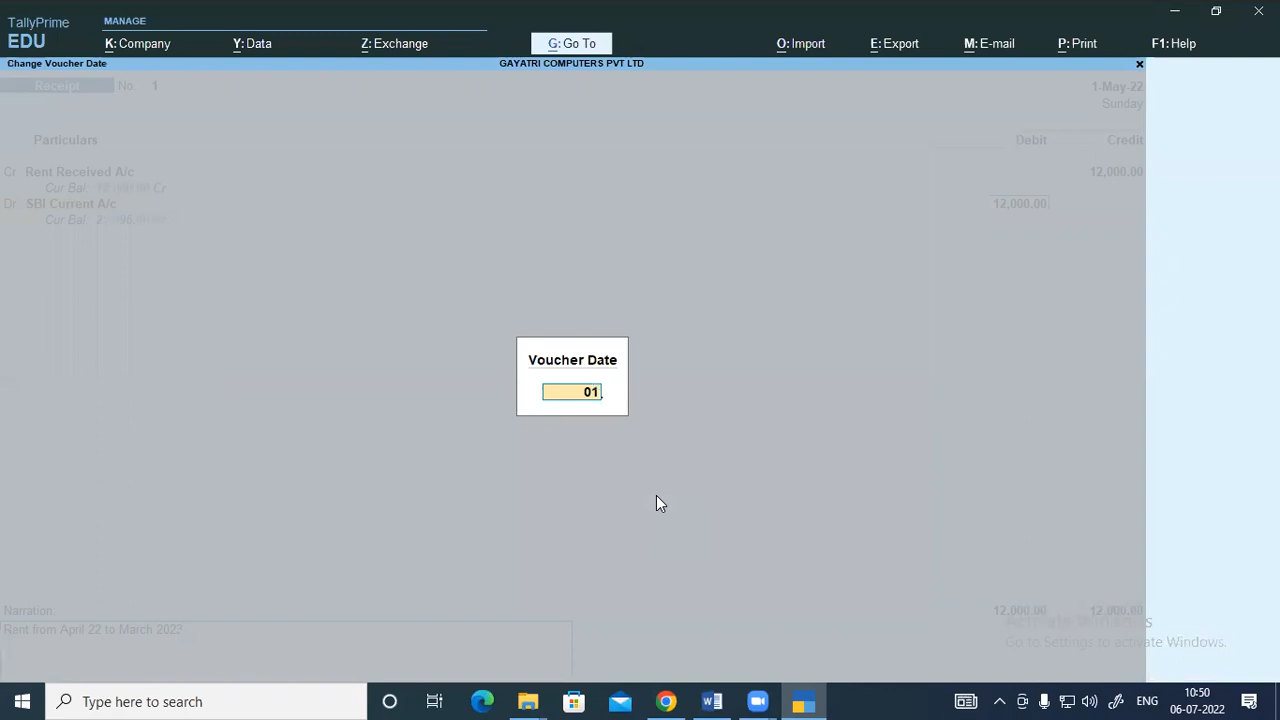 TallyPrime
EDU
MANAGE
K: Company
Y: Data
Z: Exchange
G: Go To
O: Import
E: Export
M: E-mail
P: Print
F1: Help
Change Voucher Date
GAYATRI COMPUTERS PVT LTD
Receipt No. 1
1-May-22
Sunday
Particulars
Debit
Credit
Cr Rent Received A/c
12,000.00
Cur Bal: Cr
Dr SBI Current A/c
12,000.00
Cur Bal:
Voucher Date
01
Narration
12,000.00
12,000.00
Rent from April 22 to March 2023
Activate Windows
Go to Settings to activate Windows.
Type here to search
ENG
10:50
06-07-2022